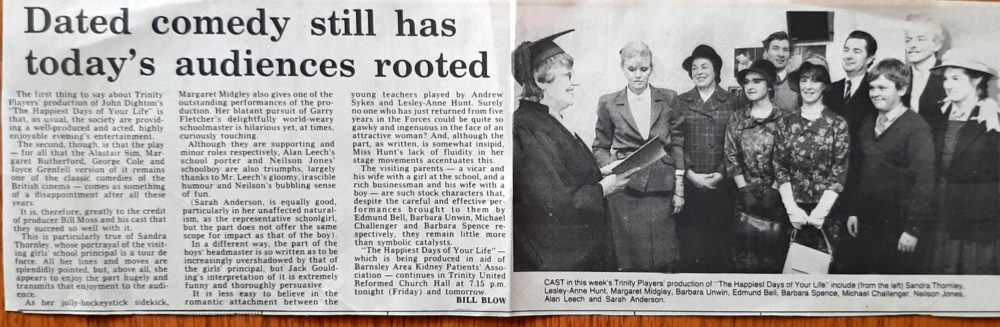 Dated comedy still has
today's audiences rooted
The first thing to say about Trinity
Players' production of John Dighton's
"The Happiest Days of Your Life" is
that, as usual, the society are provid-
ing a well-produced and acted, highly
enjoyable evening's entertainment.
The second, though, is that the play
— for all that the Alastair Sim, Mar-
garet Rutherford, George Cole and
Joyce Grenfell version of it remains
one of the classic comedies of the
British cinema — comes as something
of a disappointment after all these
years.
It is, therefore, greatly to the credit
of producer Bill Moss and his cast that
they succeed so well with it.
This is particularly true of Sandra
Thornley, whose portrayal of the visit-
ing girls' school principal is a tour de
force. All her lines and moves are
splendidly pointed, but, above all, she
appears to enjoy the part hugely and
transmits that enjoyment to the audi-
ence.
As her jolly-hockeystick sidekick,
Margaret Midgley also gives one of the
outstanding performances of the pro-
duction. Her blatant pursuit of Garry
Fletcher's delightfully world-weary
schoolmaster is hilarious yet, at times,
curiously touching.
Although they are supporting and
minor roles respectively, Alan Leech's
school porter and Neilson Jones'
schoolboy are also triumphs, largely
thanks to Mr. Leech's gloomy, irascible
humour and Neilson's bubbling sense
of fun.
(Sarah Anderson, is equally good,
particularly in her unaffected natural-
ism, as the representative schoolgirl,
but the part does not offer the same
scope for impact as that of the boy).
In a different way, the part of the
boys' headmaster is so written as to be
increasingly overshadowed by that of
the girls' principal, but Jack Gould-
ing's interpretation of it is extremely
funny and thoroughly persuasive.
It is less easy to believe in the
romantic attachment between the
young teachers played by Andrew
Sykes and Lesley-Anne Hunt. Surely
no one who has just returned from five
years in the Forces could be quite so
gawky and ingenuous in the face of an
attractive woman? And, although the
part, as written, is somewhat insipid,
Miss Hunt's lack of fluidity in her
stage movements accentuates this.
The visiting parents — a vicar and
his wife with a girl at the school, and a
rich businessman and his wife with a
boy — are such stock characters that,
despite the careful and effective per-
formances brought to them by
Edmund Bell, Barbara Unwin, Michael
Challenger and Barbara Spence re-
spectively, they remain little more
than symbolic catalysts.
"The Happiest Days of Your Life" —
which is being produced in aid of
Barnsley Area Kidney Patients' Asso-
ciation — continues in Trinity United
Reformed Church Hall at 7.15 p.m.
tonight (Friday) and tomorrow.
BILL BLOW
CAST in this week's Trinity Players' production of "The Happiest Days of Your Life" include (from the left) Sandra Thornley,
Lesley-Anne Hunt, Margaret Midgley, Barbara Unwin, Edmund Bell, Barbara Spence, Michael Challenger, Neilson Jones,
Alan Leech and Sarah Anderson.